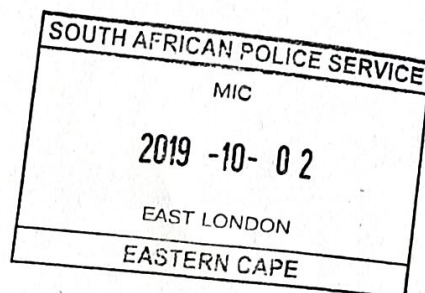 SOUTH AFRICAN POLICE SERVICE
MIC
2019 -10- 02
EAST LONDON
EASTERN CAPE